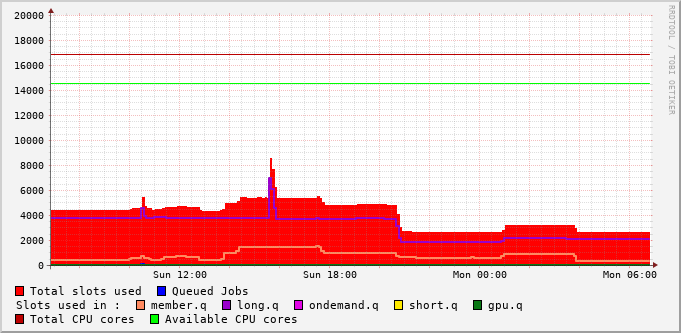 20000
18000
16000
14000
12000
10000
8000
6000
4000
2000
0
Sun 12:00 Sun 18:00 Mon 00:00 Mon 06:00
Total slots used Queued Jobs
Slots used in : member.q long.q ondemand.q short.q gpu.q
Total CPU cores Available CPU cores
RRDTOOL / TOBI OETIKER